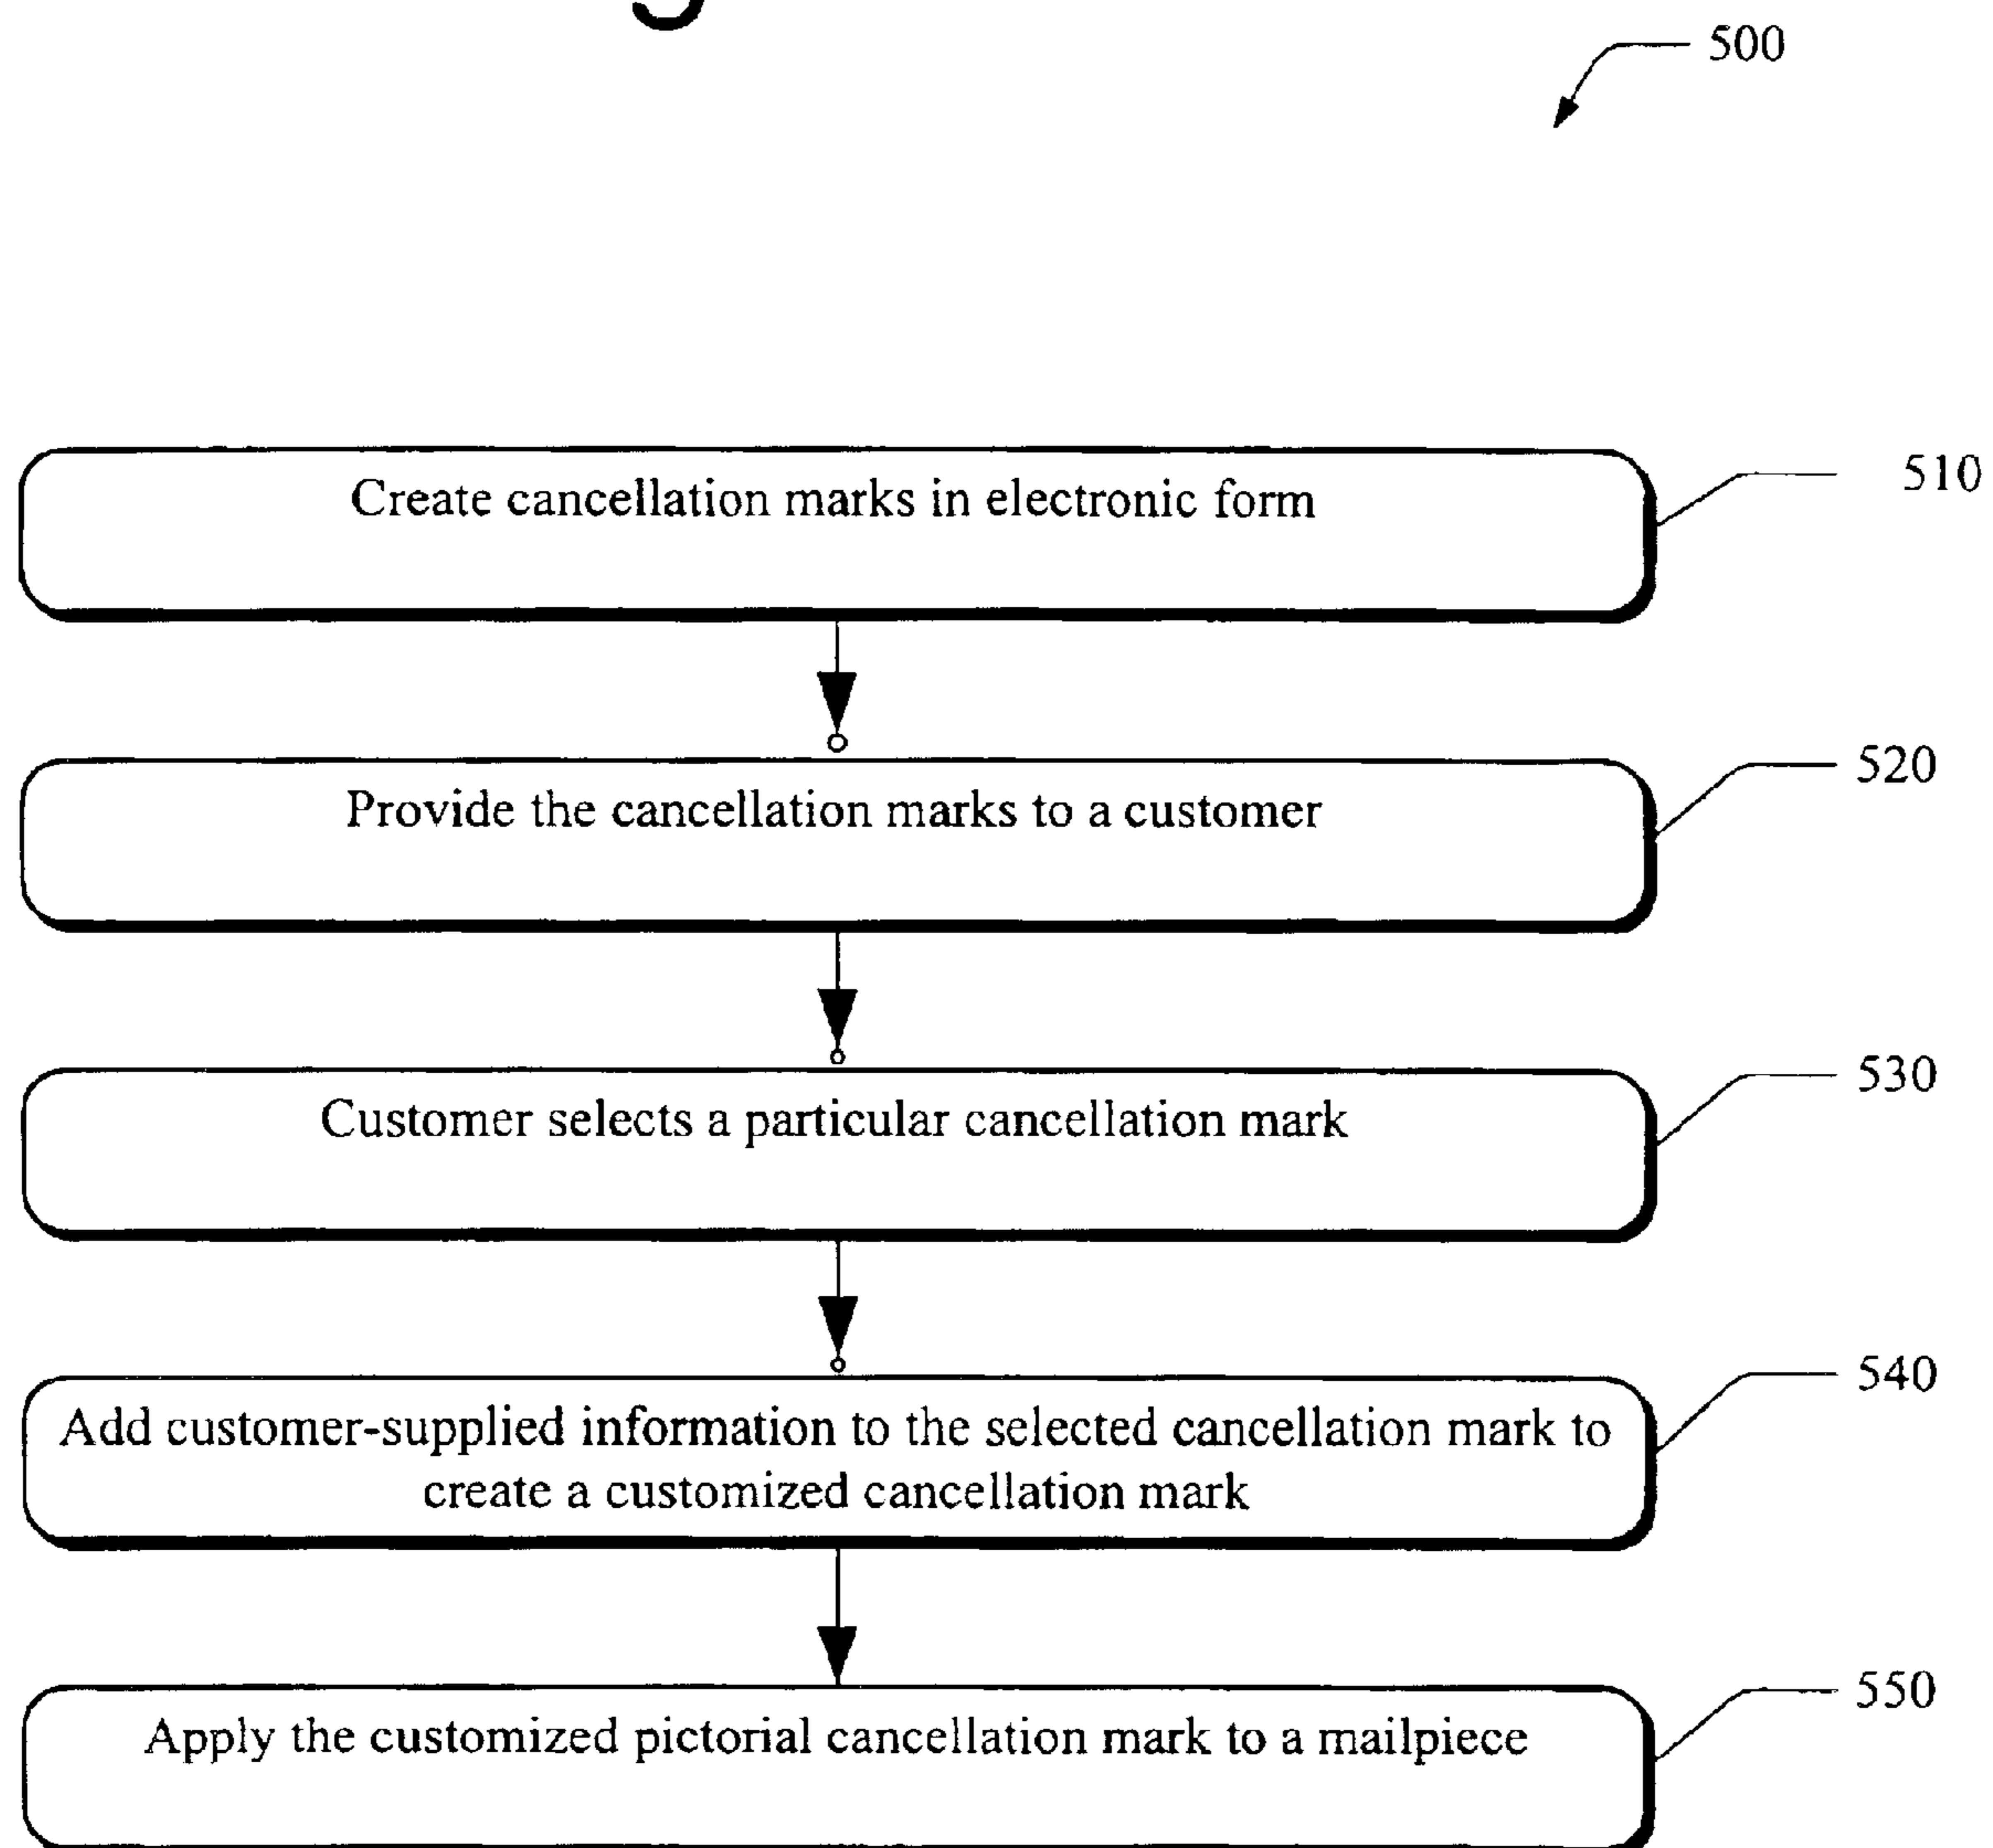 500
Create cancellation marks in electronic form
510
Provide the cancellation marks to a customer
520
Customer selects a particular cancellation mark
530
Add customer-supplied information to the selected cancellation mark to
create a customized cancellation mark
540
Apply the customized pictorial cancellation mark to a mailpiece
550